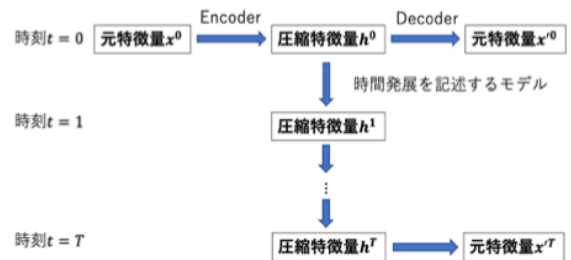 Encoder
Decoder
時刻t = 0
元特徴量x⁰
圧縮特徴量h⁰
元特徴量x′⁰
時間発展を記述するモデル
時刻t = 1
圧縮特徴量h¹
⋮
時刻t = T
圧縮特徴量hᵀ
元特徴量x′ᵀ